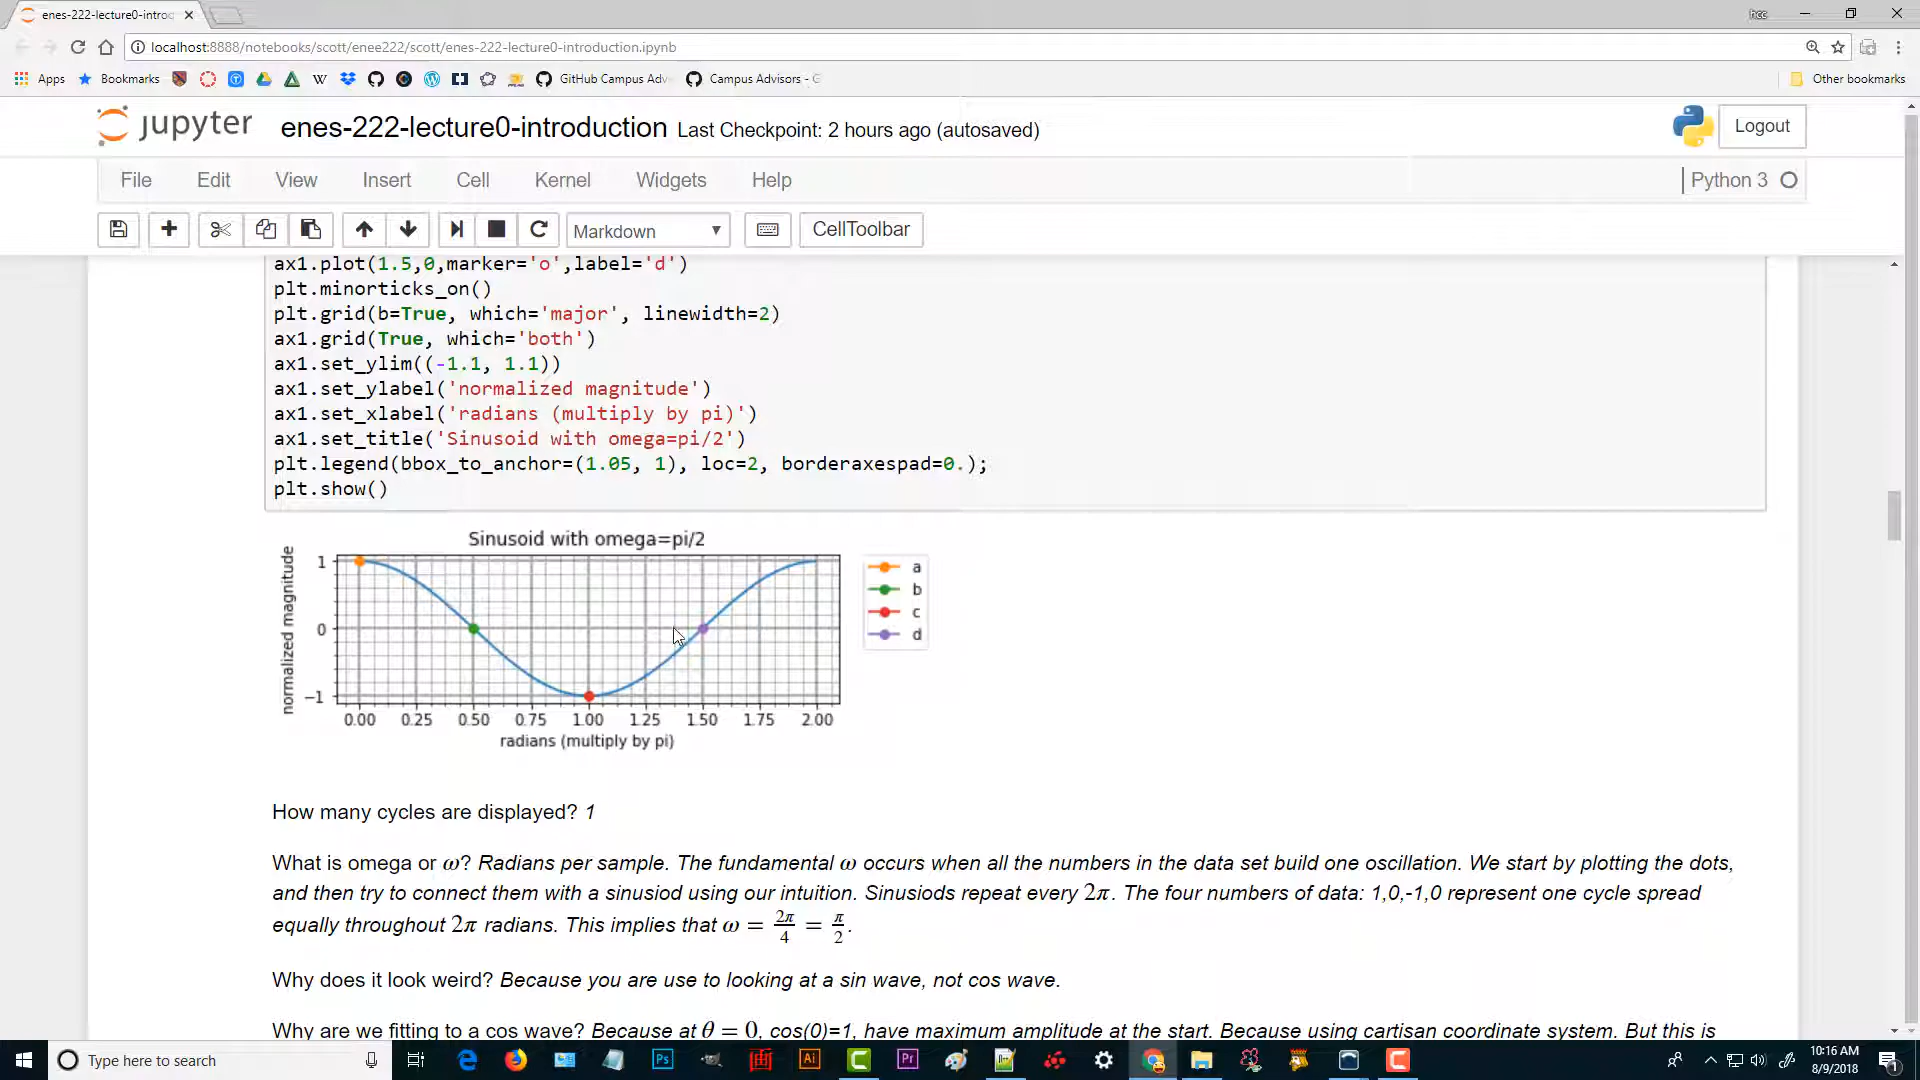 enes-222-lecture0-introd
hcc
localhost:8888/notebooks/scott/enee222/scott/enes-222-lecture0-introduction.ipynb
Apps Bookmarks GitHub Campus Adv Campus Advisors - G Other bookmarks
jupyter enes-222-lecture0-introduction Last Checkpoint: 2 hours ago (autosaved) Logout
File Edit View Insert Cell Kernel Widgets Help Python 3
Markdown CellToolbar
ax1.plot(1.5,0,marker='o',label='d')
plt.minorticks_on()
plt.grid(b=True, which='major', linewidth=2)
ax1.grid(True, which='both')
ax1.set_ylim((-1.1, 1.1))
ax1.set_ylabel('normalized magnitude')
ax1.set_xlabel('radians (multiply by pi)')
ax1.set_title('Sinusoid with omega=pi/2')
plt.legend(bbox_to_anchor=(1.05, 1), loc=2, borderaxespad=0.);
plt.show()
Sinusoid with omega=pi/2
normalized magnitude
1
0
−1
a
b
c
d
0.00 0.25 0.50 0.75 1.00 1.25 1.50 1.75 2.00
radians (multiply by pi)
How many cycles are displayed? 1
What is omega or ω? Radians per sample. The fundamental ω occurs when all the numbers in the data set build one oscillation. We start by plotting the dots,
and then try to connect them with a sinusiod using our intuition. Sinusiods repeat every 2π. The four numbers of data: 1,0,-1,0 represent one cycle spread
equally throughout 2π radians. This implies that ω = 2π/4 = π/2.
Why does it look weird? Because you are use to looking at a sin wave, not cos wave.
Why are we fitting to a cos wave? Because at θ = 0, cos(0)=1, have maximum amplitude at the start. Because using cartisan coordinate system. But this is
Type here to search
Ps
Ai
Pr
10:16 AM
8/9/2018
1